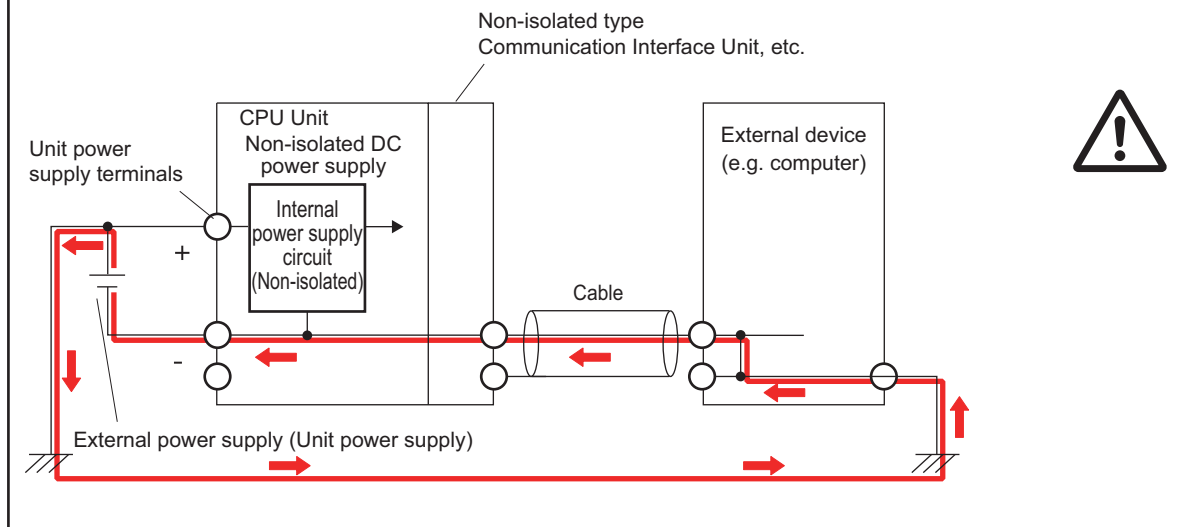 Non-isolated type
Communication Interface Unit, etc.
CPU Unit
Non-isolated DC
power supply
External device
(e.g. computer)
Unit power
supply terminals
Internal
power supply
circuit
(Non-isolated)
+
Cable
-
External power supply (Unit power supply)